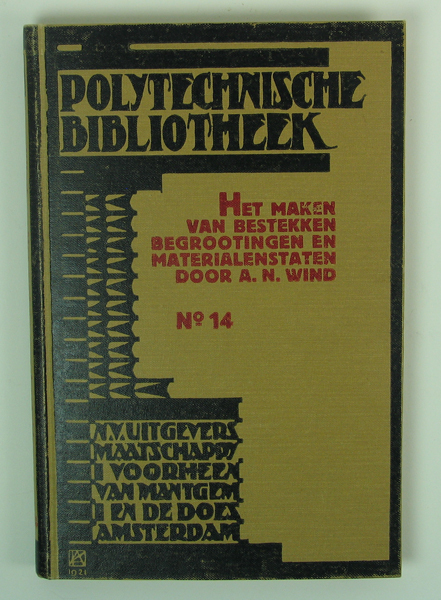 POLYTECHNISCHE
BIBLIOTHEEK
HET MAKEN
VAN BESTEKKEN
BEGROOTINGEN EN
MATERIALENSTATEN
DOOR A. N. WIND
No 14
N.V. UITGEVERS
MAATSCHAPPY
VOORHEEN
VAN MANTGEM
EN DE DOES
AMSTERDAM
1921